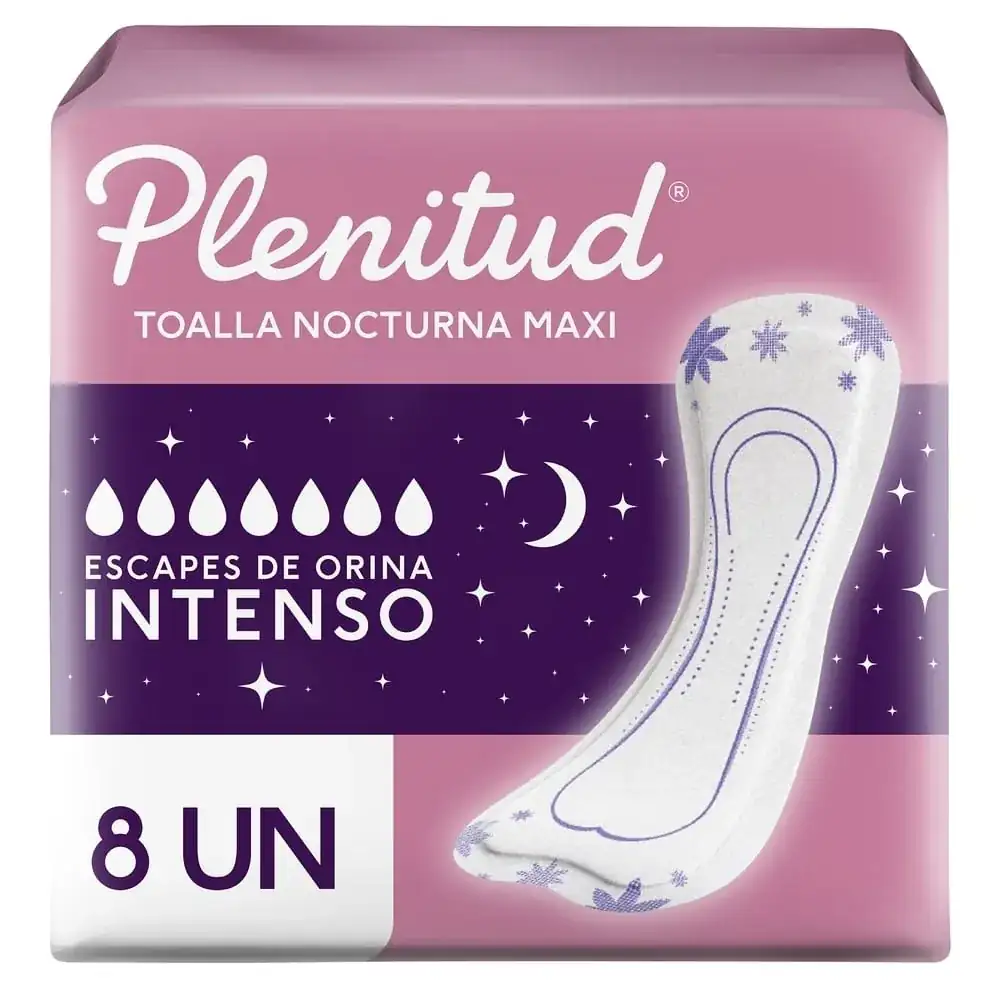 Plenitud®
TOALLA NOCTURNA MAXI
ESCAPES DE ORINA
INTENSO
8 UN